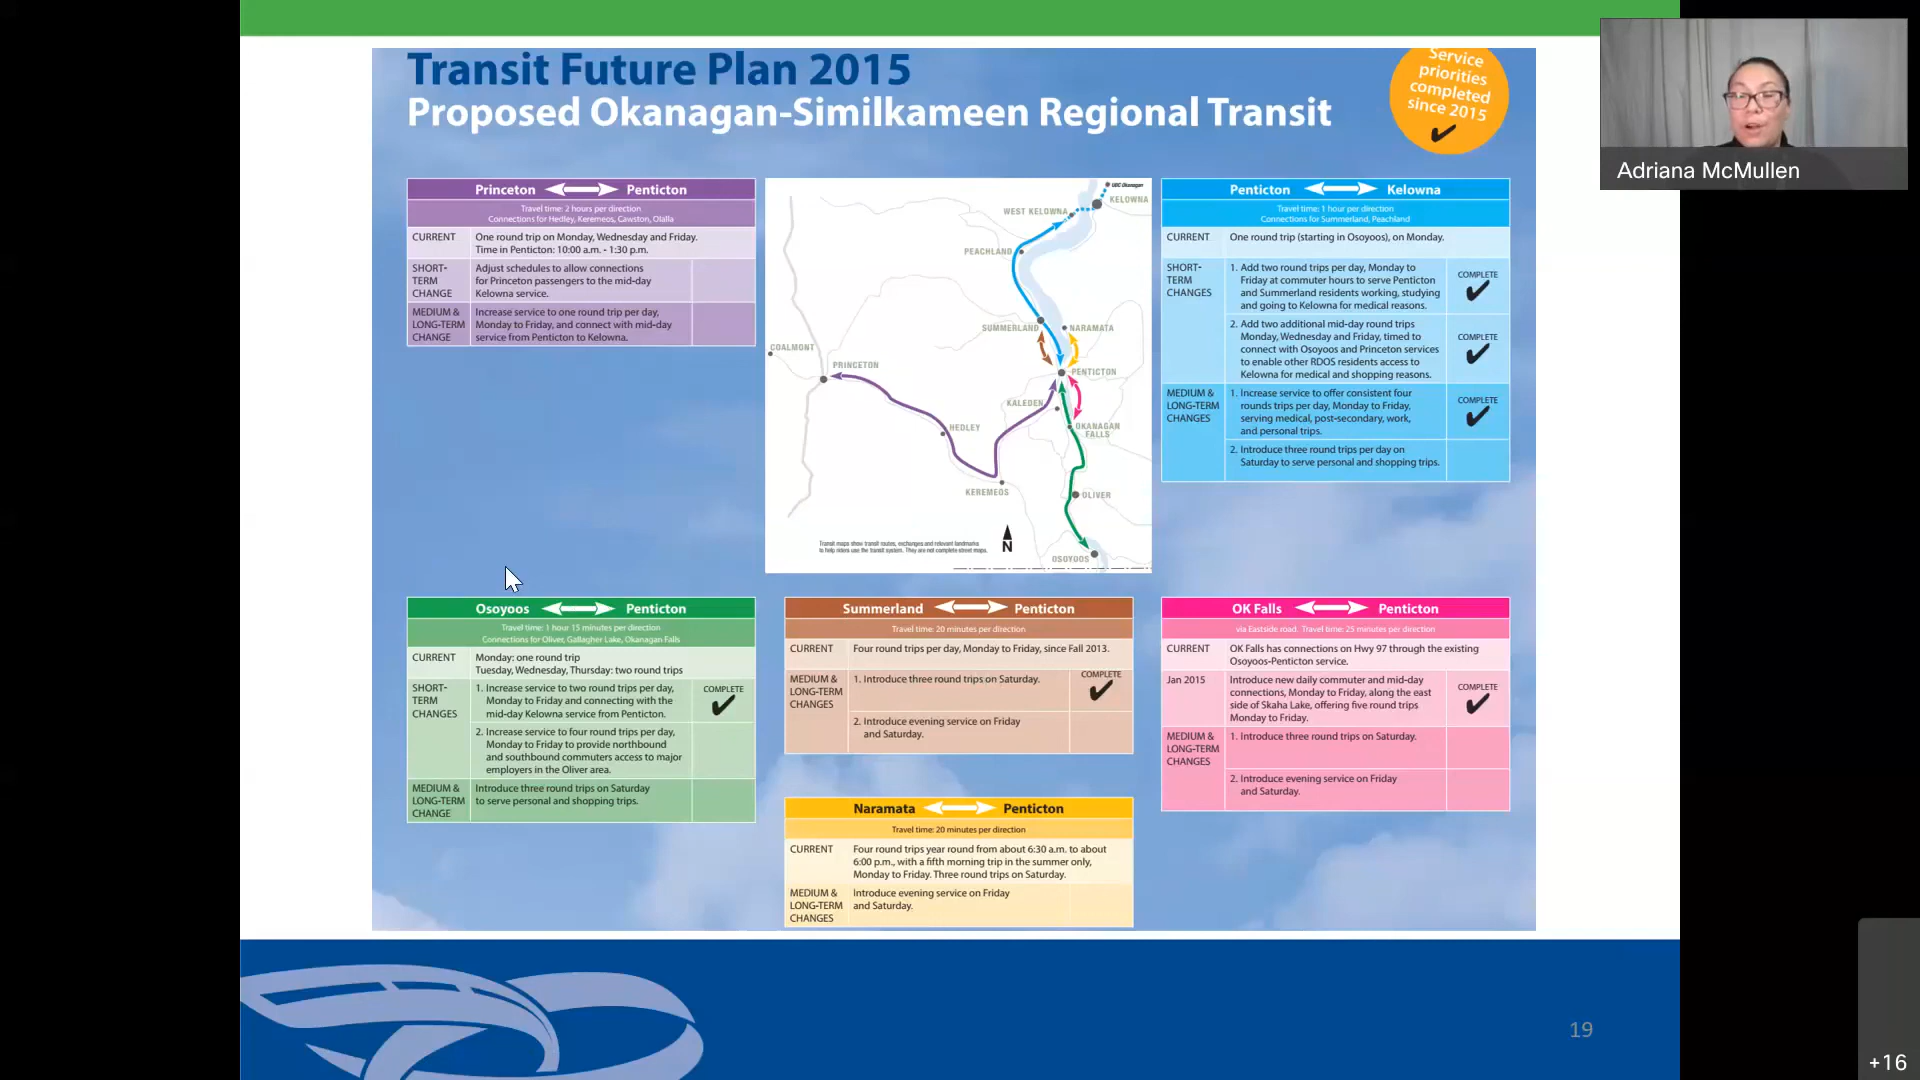 Transit Future Plan 2015
Proposed Okanagan-Similkameen Regional Transit
Service
priorities
completed
since 2015
Adriana McMullen
Princeton Penticton
Travel time: 2 hours per direction
Connections for Hedley, Keremeos, Cawston, Olalla
CURRENT
One round trip on Monday, Wednesday and Friday.
Time in Penticton: 10:00 a.m. - 1:30 p.m.
SHORT-
TERM
CHANGE
Adjust schedules to allow connections
for Princeton passengers to the mid-day
Kelowna service.
MEDIUM &
LONG-TERM
CHANGE
Increase service to one round trip per day,
Monday to Friday, and connect with mid-day
service from Penticton to Kelowna.
UBC Okanagan
KELOWNA
WEST KELOWNA
PEACHLAND
SUMMERLAND
NARAMATA
COALMONT
PRINCETON
PENTICTON
KALEDEN
HEDLEY
OKANAGAN
FALLS
KEREMEOS
OLIVER
OSOYOOS
N
Transit maps show transit routes, exchanges and relevant landmarks
to help riders use the transit system. They are not complete street maps.
Penticton Kelowna
Travel time: 1 hour per direction
Connections for Summerland, Peachland
CURRENT
One round trip (starting in Osoyoos), on Monday.
SHORT-
TERM
CHANGES
1. Add two round trips per day, Monday to
Friday at commuter hours to serve Penticton
and Summerland residents working, studying
and going to Kelowna for medical reasons.
COMPLETE
2. Add two additional mid-day round trips
Monday, Wednesday and Friday, timed to
connect with Osoyoos and Princeton services
to enable other RDOS residents access to
Kelowna for medical and shopping reasons.
COMPLETE
MEDIUM &
LONG-TERM
CHANGES
1. Increase service to offer consistent four
rounds trips per day, Monday to Friday,
serving medical, post-secondary, work,
and personal trips.
COMPLETE
2. Introduce three round trips per day on
Saturday to serve personal and shopping trips.
Osoyoos Penticton
Travel time: 1 hour 15 minutes per direction
Connections for Oliver, Gallagher Lake, Okanagan Falls
CURRENT
Monday: one round trip
Tuesday, Wednesday, Thursday: two round trips
SHORT-
TERM
CHANGES
1. Increase service to two round trips per day,
Monday to Friday and connecting with the
mid-day Kelowna service from Penticton.
COMPLETE
2. Increase service to four round trips per day,
Monday to Friday to provide northbound
and southbound commuters access to major
employers in the Oliver area.
MEDIUM &
LONG-TERM
CHANGE
Introduce three round trips on Saturday
to serve personal and shopping trips.
Summerland Penticton
Travel time: 20 minutes per direction
CURRENT
Four round trips per day, Monday to Friday, since Fall 2013.
MEDIUM &
LONG-TERM
CHANGES
1. Introduce three round trips on Saturday.
COMPLETE
2. Introduce evening service on Friday
and Saturday.
Naramata Penticton
Travel time: 20 minutes per direction
CURRENT
Four round trips year round from about 6:30 a.m. to about
6:00 p.m., with a fifth morning trip in the summer only,
Monday to Friday. Three round trips on Saturday.
MEDIUM &
LONG-TERM
CHANGES
Introduce evening service on Friday
and Saturday.
OK Falls Penticton
via Eastside road. Travel time: 25 minutes per direction
CURRENT
OK Falls has connections on Hwy 97 through the existing
Osoyoos-Penticton service.
Jan 2015
Introduce new daily commuter and mid-day
connections, Monday to Friday, along the east
side of Skaha Lake, offering five round trips
Monday to Friday.
COMPLETE
MEDIUM &
LONG-TERM
CHANGES
1. Introduce three round trips on Saturday.
2. Introduce evening service on Friday
and Saturday.
19
+16